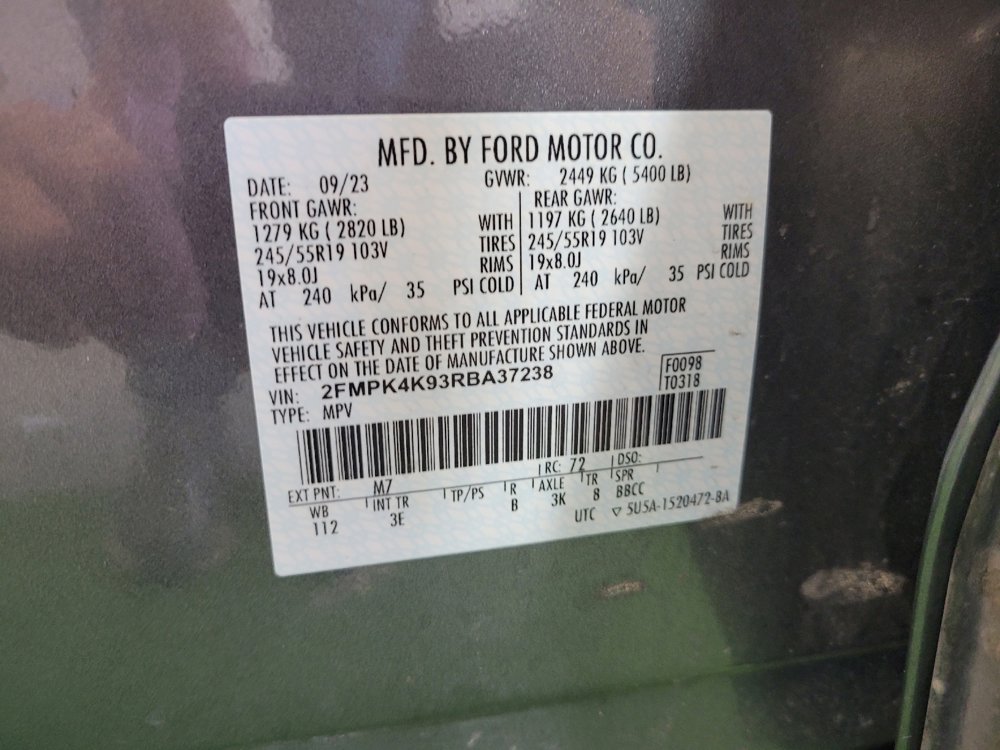 MFD. BY FORD MOTOR CO.
DATE: 09/23 GVWR: 2449 KG ( 5400 LB)
FRONT GAWR: REAR GAWR:
1279 KG ( 2820 LB) WITH 1197 KG ( 2640 LB) WITH
245/55R19 103V TIRES 245/55R19 103V TIRES
19x8.0J RIMS 19x8.0J RIMS
AT 240 kPa/ 35 PSI COLD AT 240 kPa/ 35 PSI COLD
THIS VEHICLE CONFORMS TO ALL APPLICABLE FEDERAL MOTOR
VEHICLE SAFETY AND THEFT PREVENTION STANDARDS IN
EFFECT ON THE DATE OF MANUFACTURE SHOWN ABOVE.
VIN: 2FMPK4K93RBA37238 F0098
TYPE: MPV T0318
EXT PNT: M7 RC: 72 DSO:
WB INT TR TP/PS R AXLE TR SPR
112 3E B 3K 8 BBCC
UTC ▽ 5U5A-1520472-BA